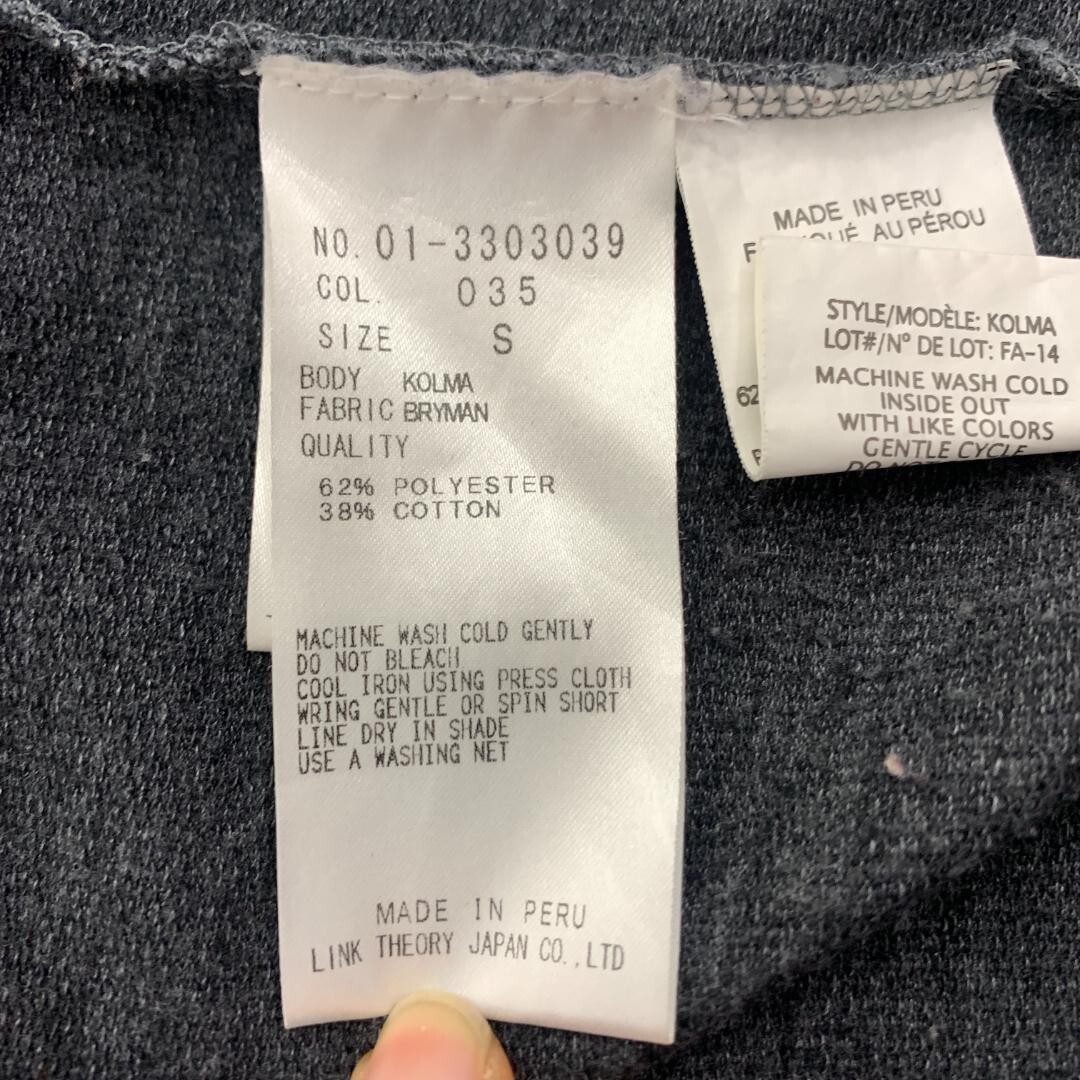 NO. 01-3303039
COL. 035
SIZE S
BODY KOLMA
FABRIC BRYMAN
QUALITY
62% POLYESTER
38% COTTON
MACHINE WASH COLD GENTLY
DO NOT BLEACH
COOL IRON USING PRESS CLOTH
WRING GENTLE OR SPIN SHORT
LINE DRY IN SHADE
USE A WASHING NET
MADE IN PERU
LINK THEORY JAPAN CO.,LTD
MADE IN PERU
AU PÉROU
62
STYLE/MODÈLE: KOLMA
LOT#/Nº DE LOT: FA-14
MACHINE WASH COLD
INSIDE OUT
WITH LIKE COLORS
GENTLE CYCLE